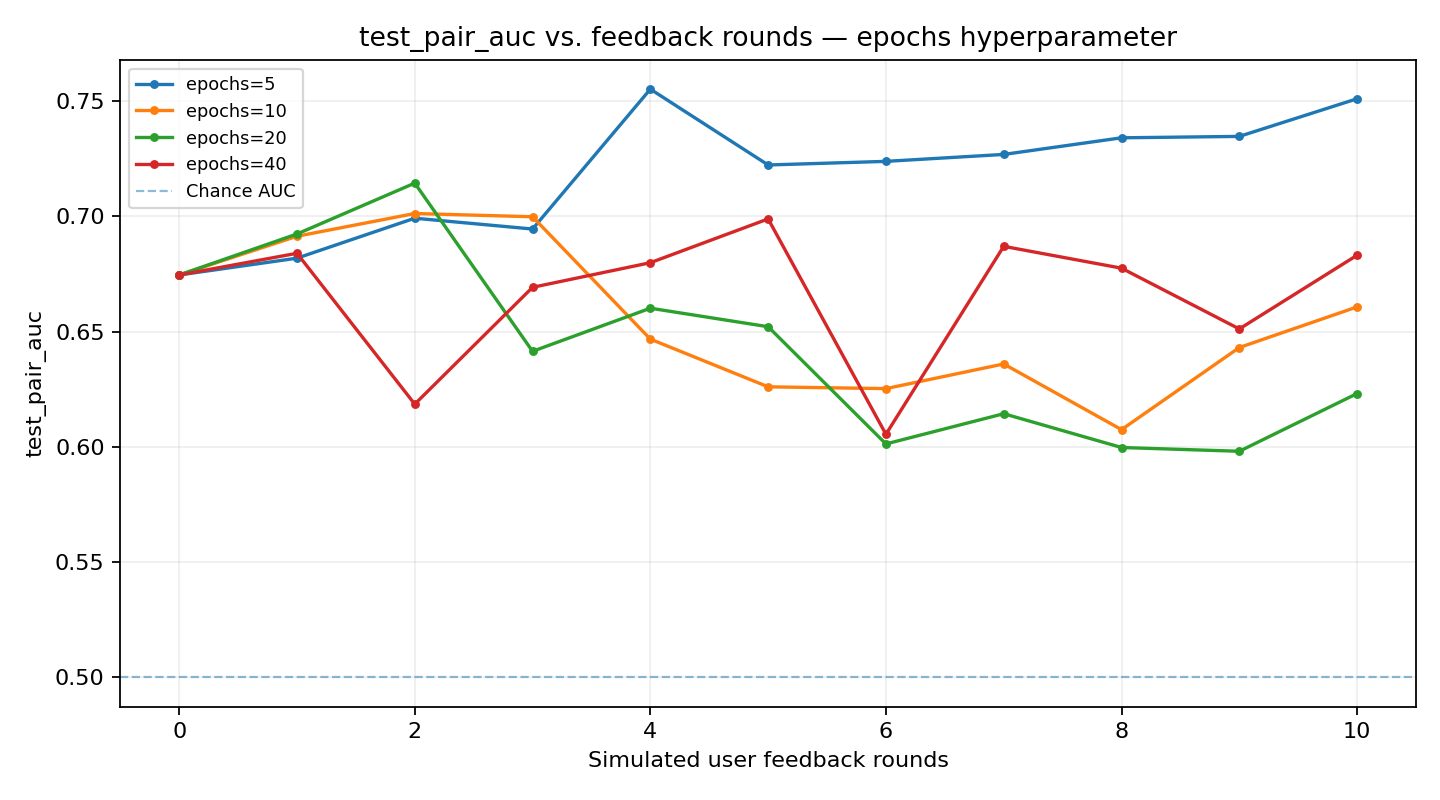 test_pair_auc vs. feedback rounds — epochs hyperparameter
epochs=5
epochs=10
epochs=20
epochs=40
Chance AUC
test_pair_auc
0.75
0.70
0.65
0.60
0.55
0.50
0 2 4 6 8 10
Simulated user feedback rounds